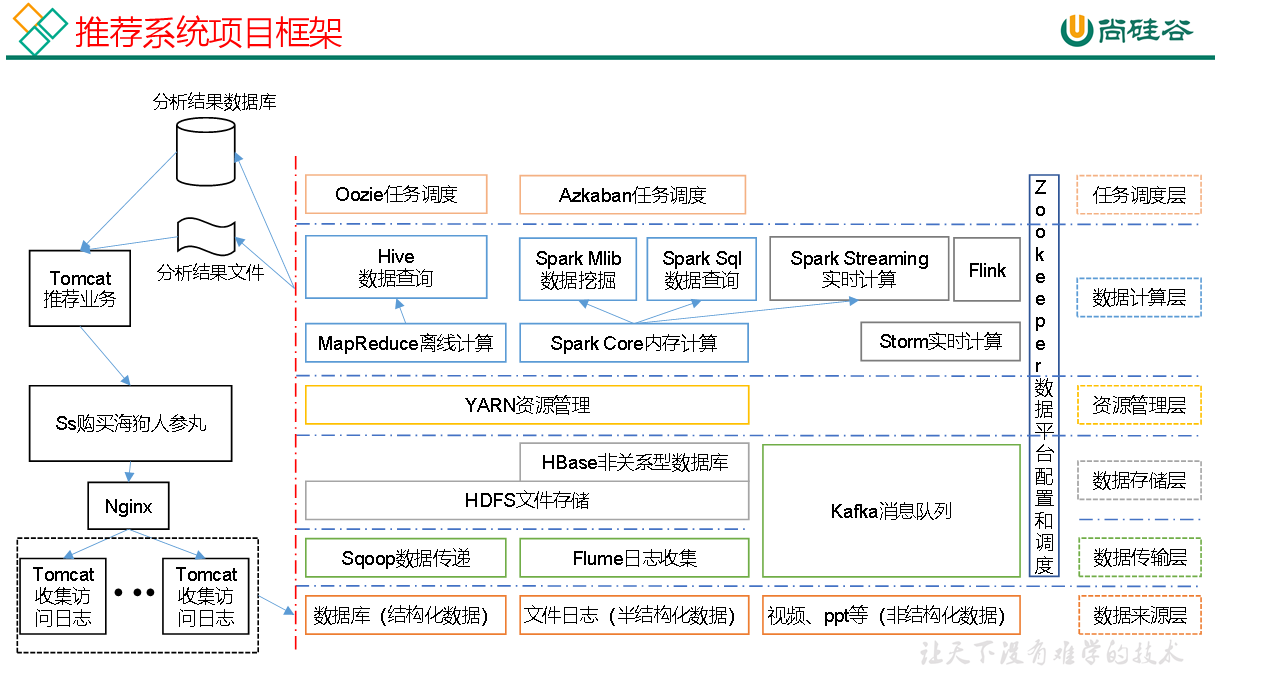 推荐系统项目框架
尚硅谷
分析结果数据库
分析结果文件
Tomcat
推荐业务
Ss购买海狗人参丸
Nginx
Tomcat
收集访
问日志
• • •
Tomcat
收集访
问日志
Oozie任务调度
Azkaban任务调度
任务调度层
Hive
数据查询
Spark Mlib
数据挖掘
Spark Sql
数据查询
Spark Streaming
实时计算
Flink
数据计算层
MapReduce离线计算
Spark Core内存计算
Storm实时计算
YARN资源管理
资源管理层
HBase非关系型数据库
HDFS文件存储
Kafka消息队列
数据存储层
Sqoop数据传递
Flume日志收集
数据传输层
Zookeeper数据平台配置和调度
数据库（结构化数据）
文件日志（半结构化数据）
视频、ppt等（非结构化数据）
数据来源层
让天下没有难学的技术